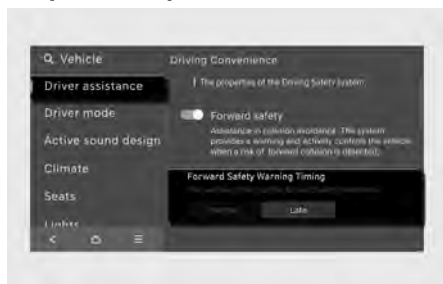 Vehicle
Driving Convenience
Driver assistance
The properties of the Driving Safety system.
Driver mode
Forward safety
Active sound design
Assistance in collision avoidance. The system
provides a warning and actively controls the vehicle
when a risk of forward collision is detected.
Climate
Forward Safety Warning Timing
Seats
Late
Lights